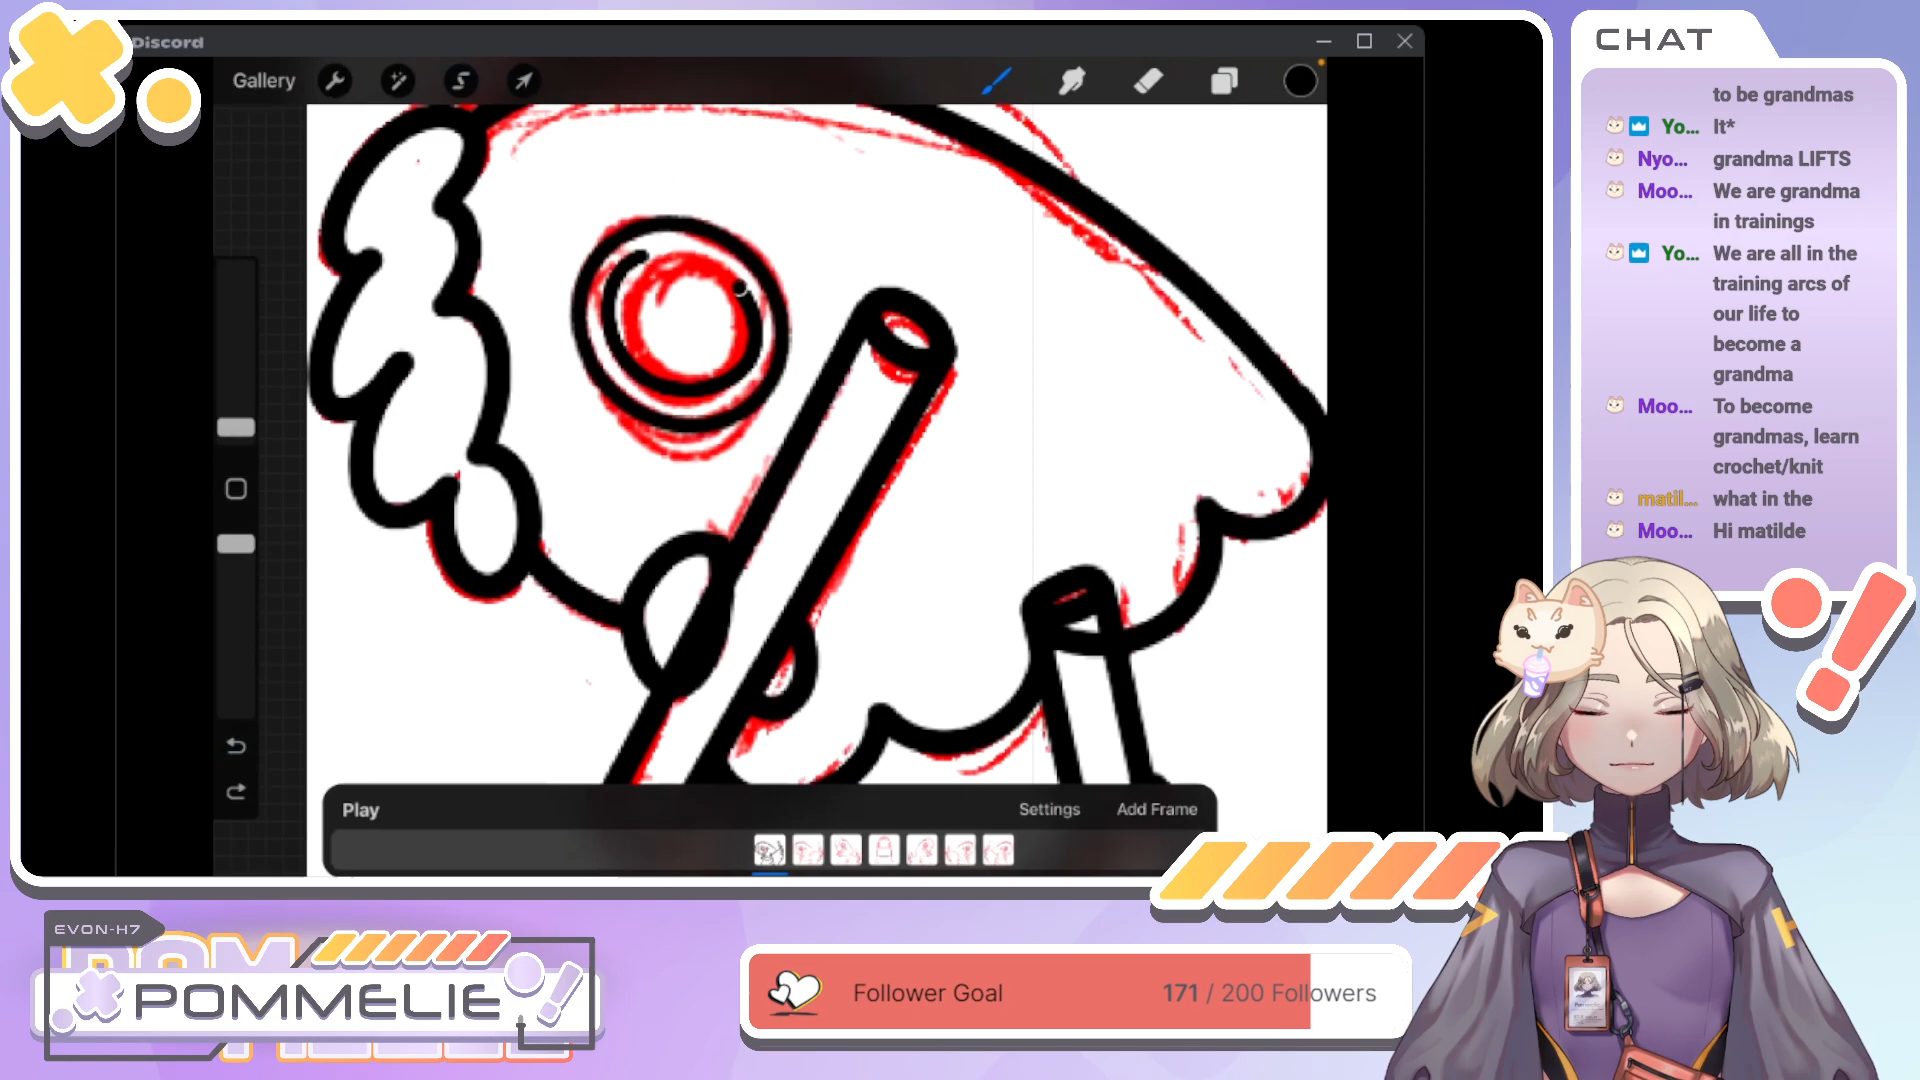 Discord
Gallery
Play
Settings
Add Frame
CHAT
to be grandmas
Yo... It*
Nyo... grandma LIFTS
Moo... We are grandma
in trainings
Yo... We are all in the
training arcs of
our life to
become a
grandma
Moo... To become
grandmas, learn
crochet/knit
matil... what in the
Moo... Hi matilde
EVON-H7
POMMELIE
Follower Goal
171 / 200 Followers